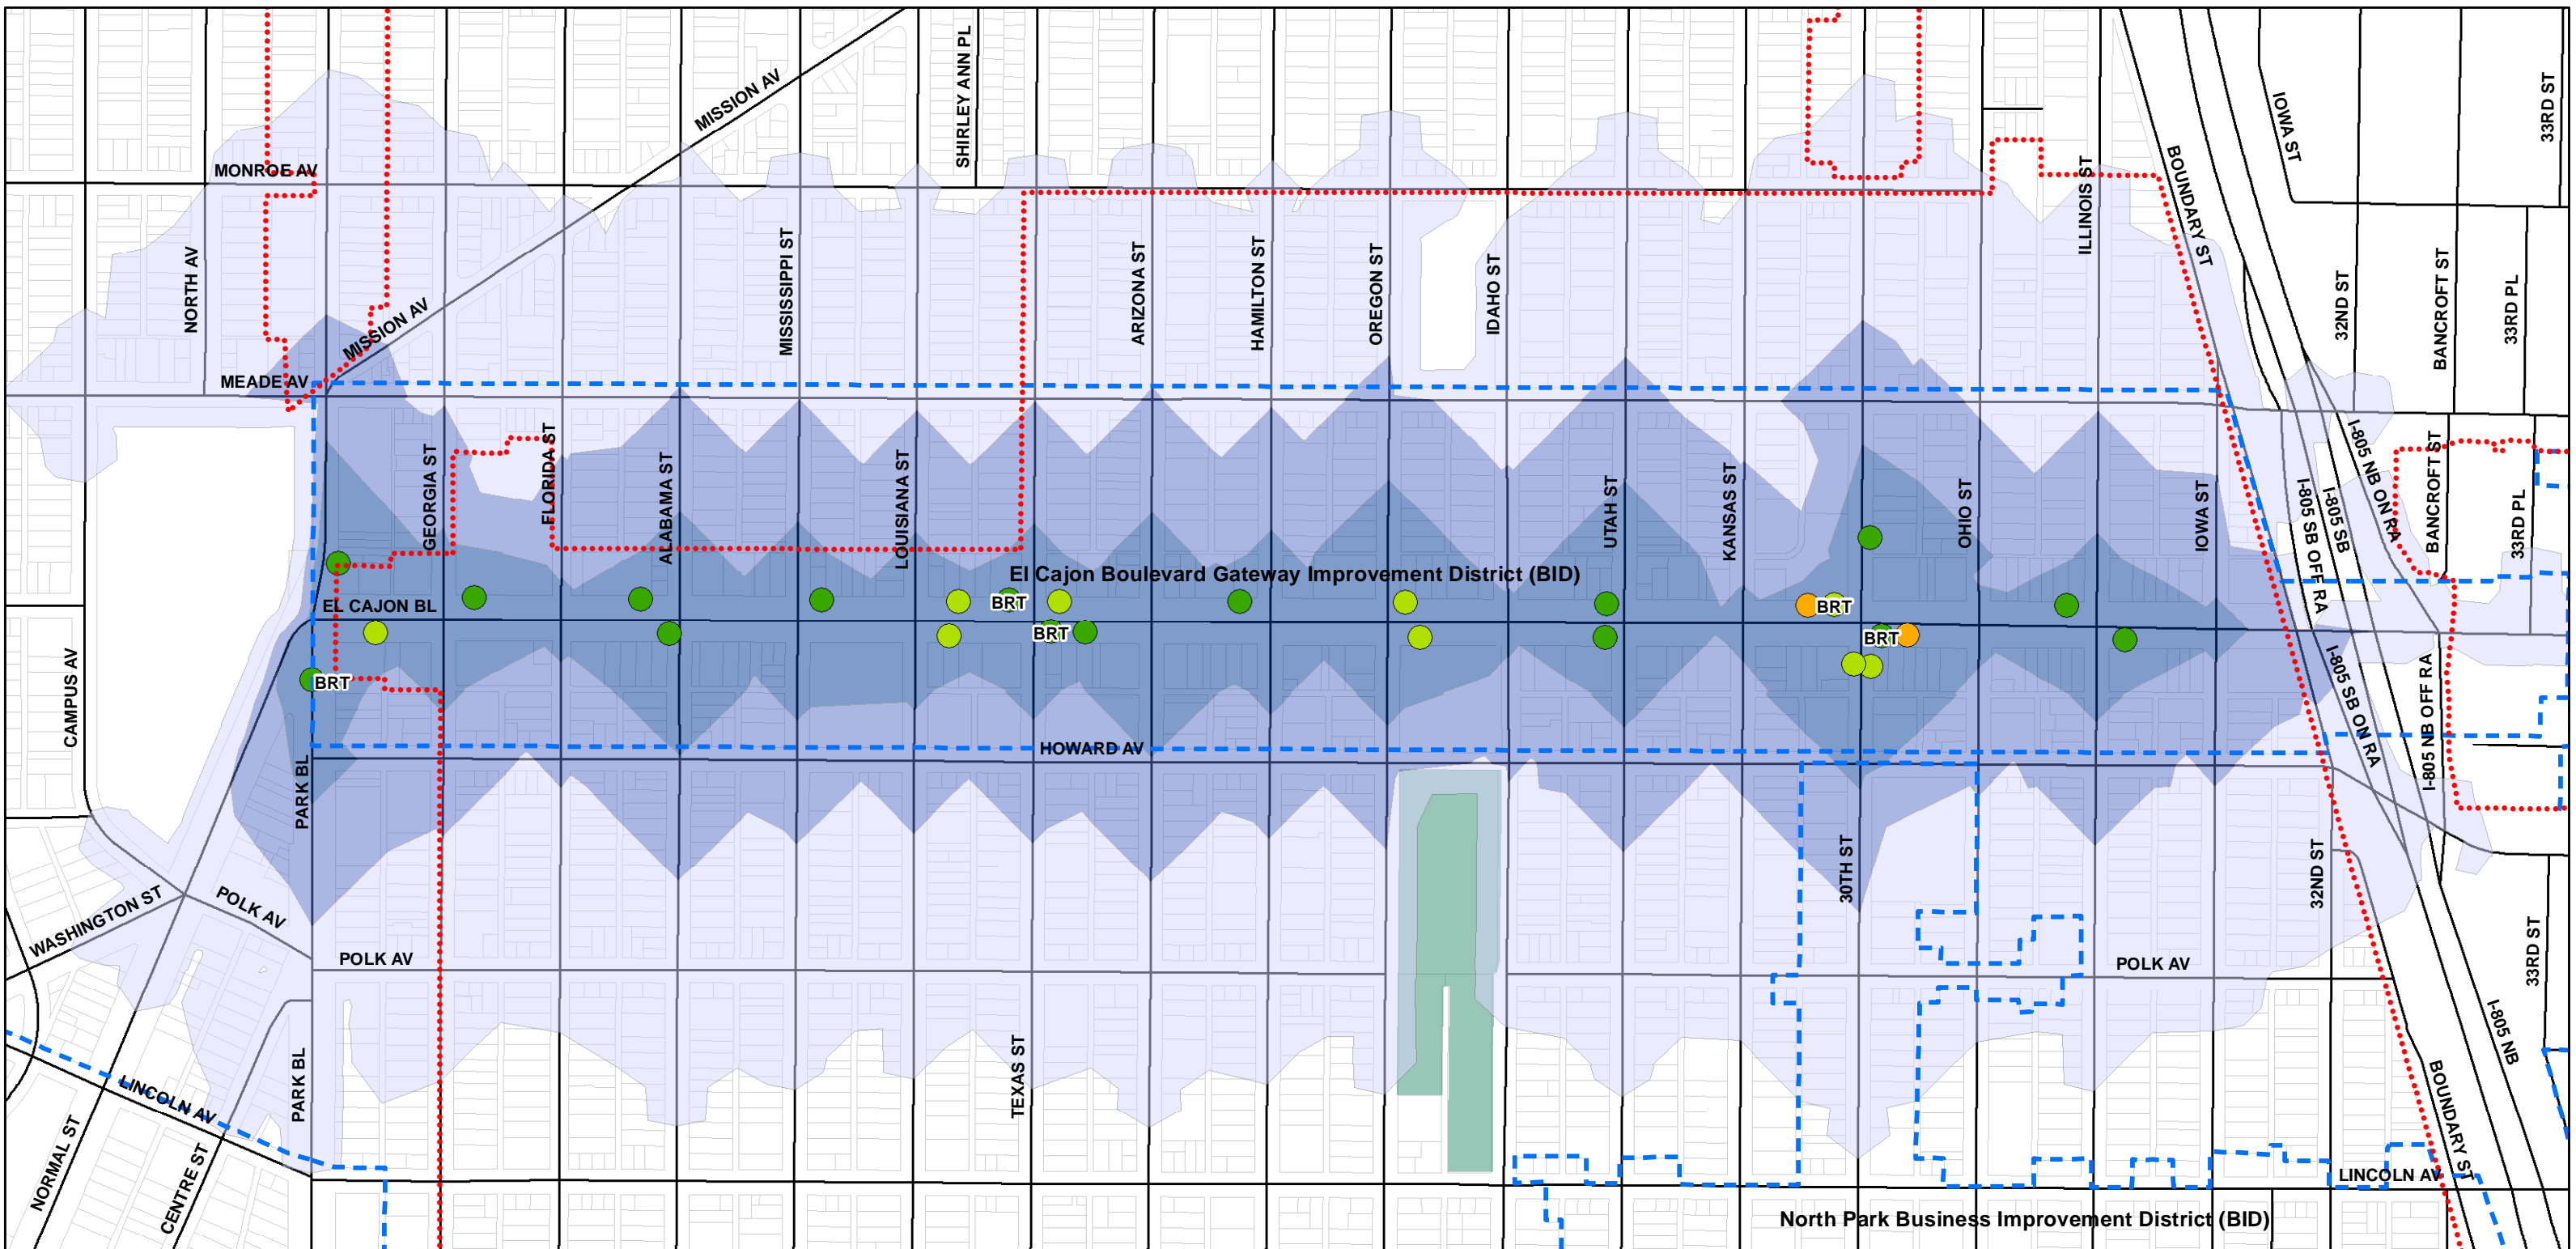 MISSION AV
SHIRLEY ANN PL
IOWA ST
33RD ST
MONROE AV
BOUNDARY ST
ILLINOIS ST
NORTH AV
MISSISSIPPI ST
ARIZONA ST
HAMILTON ST
OREGON ST
IDAHO ST
32ND ST
BANCROFT ST
33RD PL
MISSION AV
MEADE AV
GEORGIA ST
FLORIDA ST
ALABAMA ST
LOUISIANA ST
UTAH ST
KANSAS ST
OHIO ST
IOWA ST
I-805 SB OFF RA
I-805 SB
I-805 NB ON RA
BANCROFT ST
33RD PL
El Cajon Boulevard Gateway Improvement District (BID)
EL CAJON BL
BRT
BRT
BRT
BRT
BRT
CAMPUS AV
I-805 SB ON RA
I-805 NB OFF RA
HOWARD AV
PARK BL
30TH ST
32ND ST
WASHINGTON ST
POLK AV
POLK AV
POLK AV
33RD ST
I-805 NB
PARK BL
TEXAS ST
LINCOLN AV
NORMAL ST
CENTRE ST
BOUNDARY ST
LINCOLN AV
North Park Business Improvement District (BID)